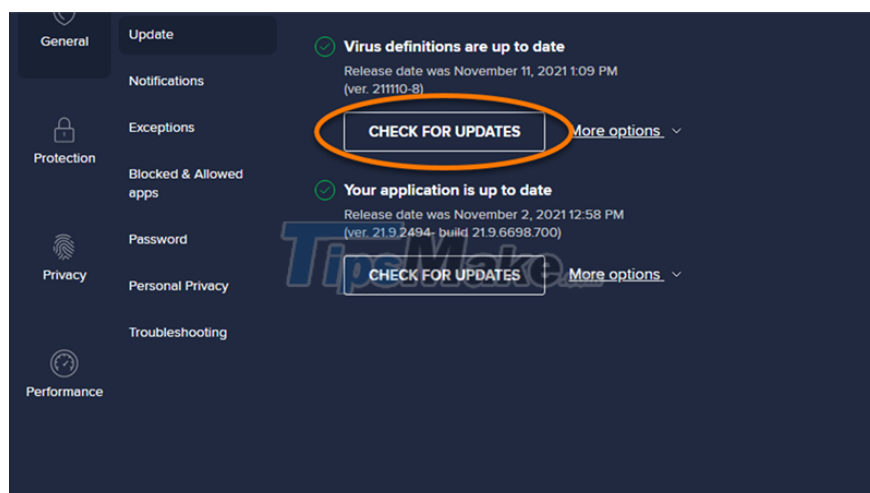 General
Protection
Privacy
Performance
Update
Notifications
Exceptions
Blocked & Allowed
apps
Password
Personal Privacy
Troubleshooting
Virus definitions are up to date
Release date was November 11, 2021 1:09 PM
(ver. 211110-8)
CHECK FOR UPDATES More options
Your application is up to date
Release date was November 2, 2021 12:58 PM
(ver. 21.9.2494- build 21.9.6698.700)
CHECK FOR UPDATES More options
TipsMake.com